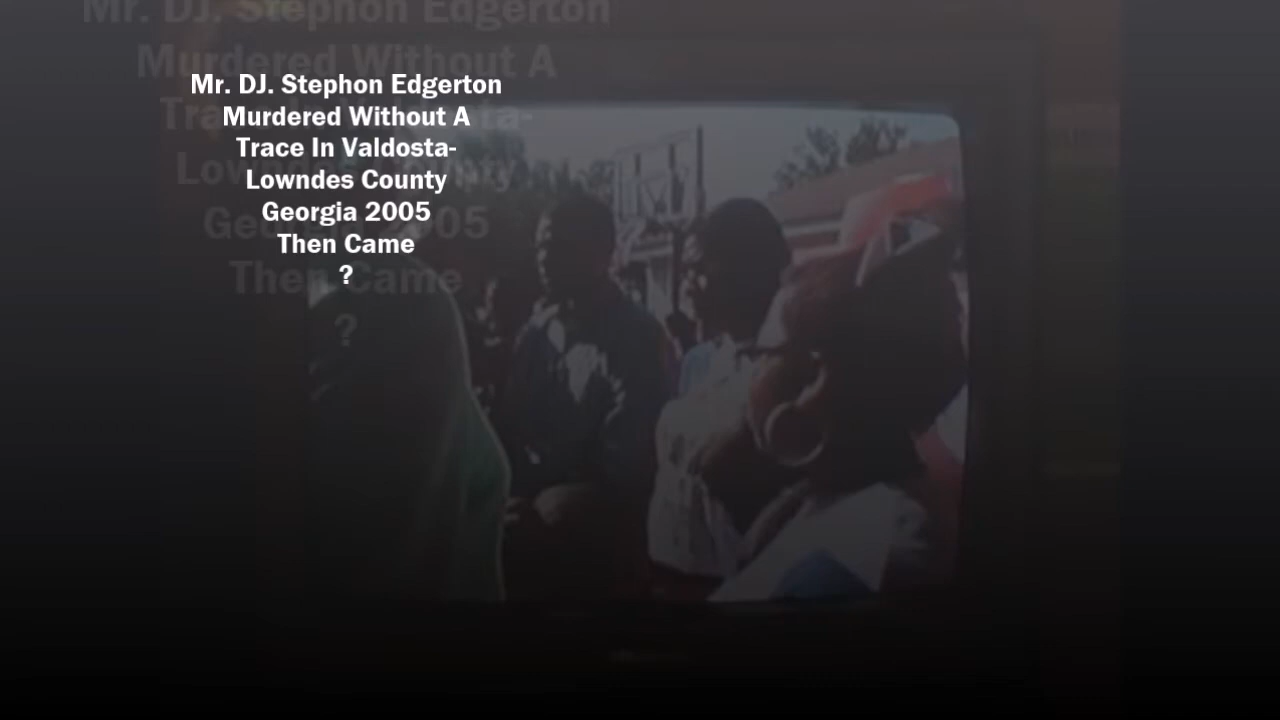 Mr. DJ. Stephon Edgerton
Murdered Without A
Trace In Valdosta-
Lowndes County
Georgia 2005
Then Came
?